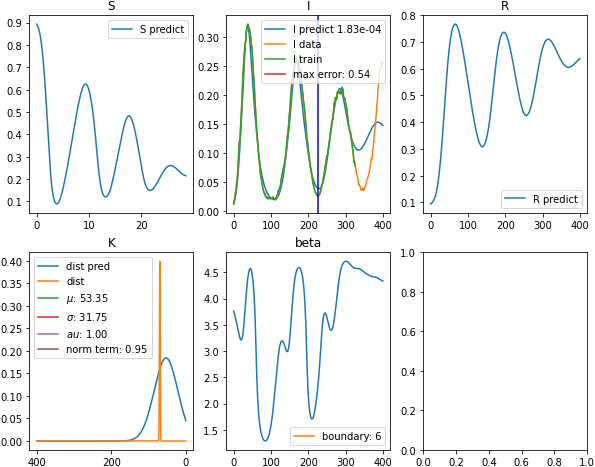 S
0.9
0.8
0.7
0.6
0.5
0.4
0.3
0.2
0.1
0 10 20
S predict
I
0.30
0.25
0.20
0.15
0.10
0.05
0.00
0 100 200 300 400
I predict 1.83e-04
I data
I train
max error: 0.54
R
0.8
0.7
0.6
0.5
0.4
0.3
0.2
0.1
0 100 200 300 400
R predict
K
0.40
0.35
0.30
0.25
0.20
0.15
0.10
0.05
0.00
400 200 0
dist pred
dist
μ: 53.35
σ: 31.75
au: 1.00
norm term: 0.95
beta
4.5
4.0
3.5
3.0
2.5
2.0
1.5
0 100 200 300 400
boundary: 6
1.0
0.8
0.6
0.4
0.2
0.0
0.0 0.2 0.4 0.6 0.8 1.0